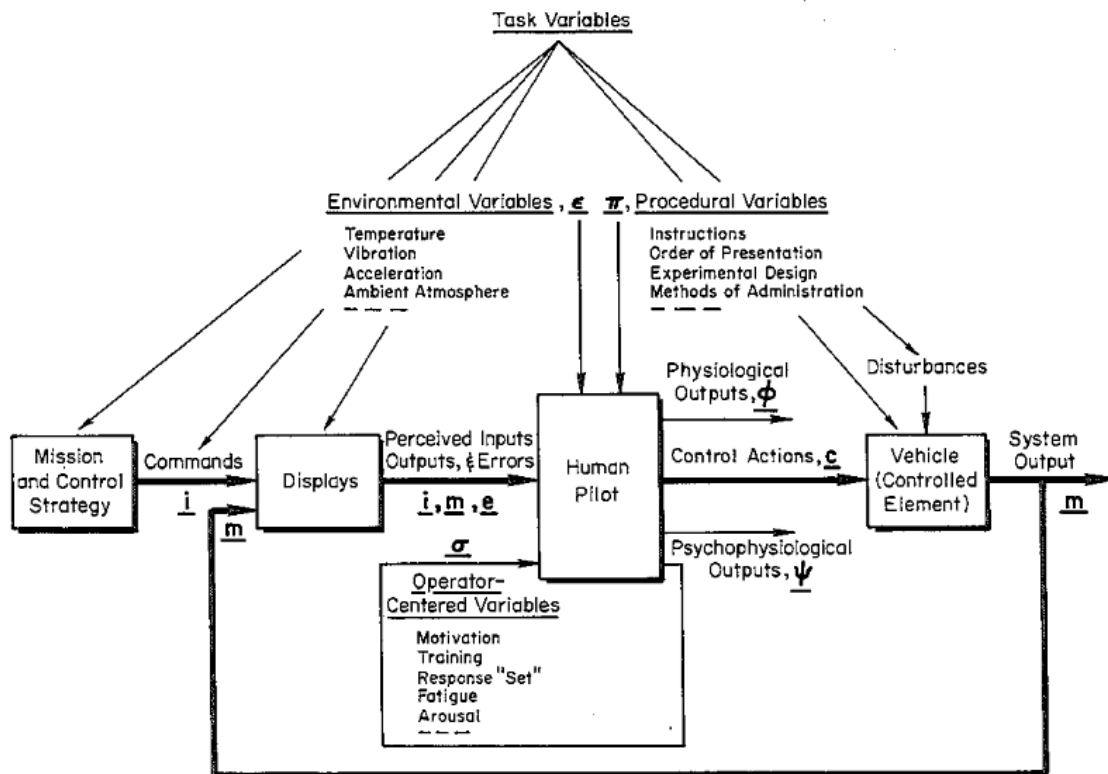 Task Variables
Environmental Variables, ϵ
π, Procedural Variables
Temperature
Vibration
Acceleration
Ambient Atmosphere
Instructions
Order of Presentation
Experimental Design
Methods of Administration
Mission
and Control
Strategy
Commands
i
m
Displays
Perceived Inputs
Outputs, & Errors
i, m, e
σ
Operator-
Centered Variables
Motivation
Training
Response "Set"
Fatigue
Arousal
Human
Pilot
Physiological
Outputs, ϕ
Control Actions, c
Psychophysiological
Outputs, ψ
Disturbances
Vehicle
(Controlled
Element)
System
Output
m